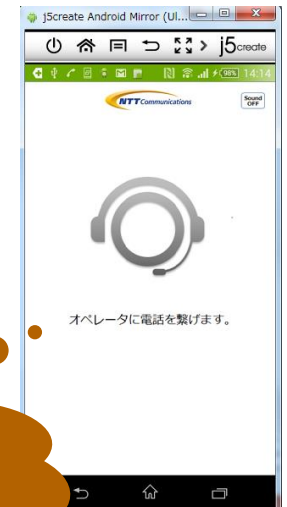 j5create Android Mirror (Ul...
j5create
98% 14:14
NTT Communications
Sound
OFF
オペレータに電話を繋げます。